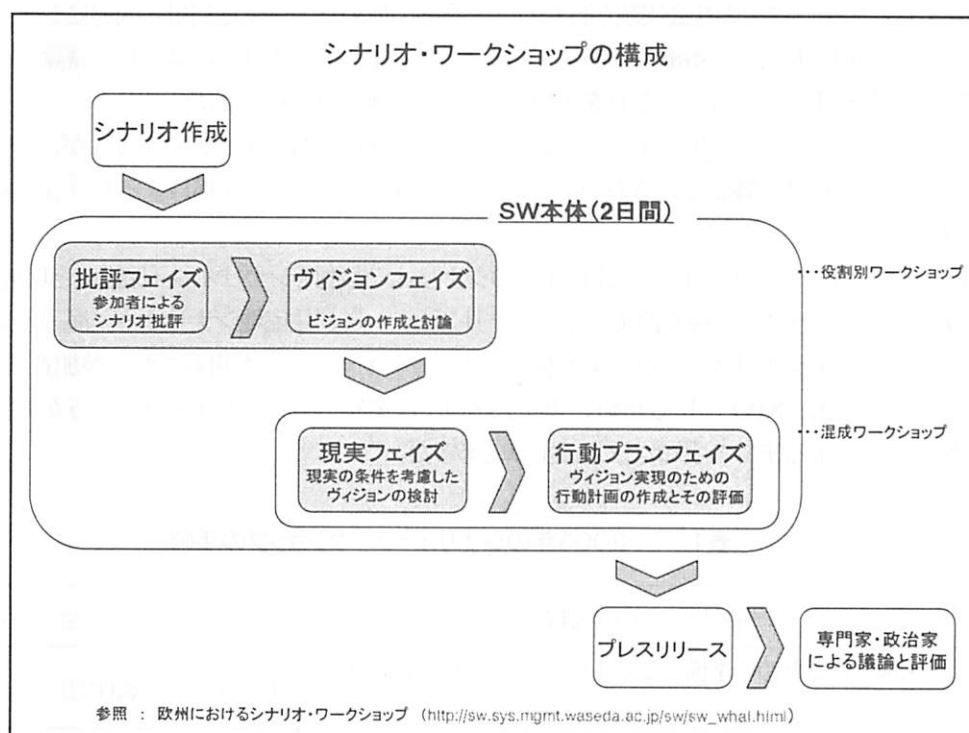 シナリオ・ワークショップの構成
シナリオ作成
SW本体(2日間)
批評フェイズ
参加者による
シナリオ批評
ヴィジョンフェイズ
ビジョンの作成と討論
…役割別ワークショップ
現実フェイズ
現実の条件を考慮した
ヴィジョンの検討
行動プランフェイズ
ヴィジョン実現のための
行動計画の作成とその評価
…混成ワークショップ
プレスリリース
専門家・政治家
による議論と評価
参照 : 欧州におけるシナリオ・ワークショップ (http://sw.sys.mgmt.waseda.ac.jp/sw/sw_whal.html)